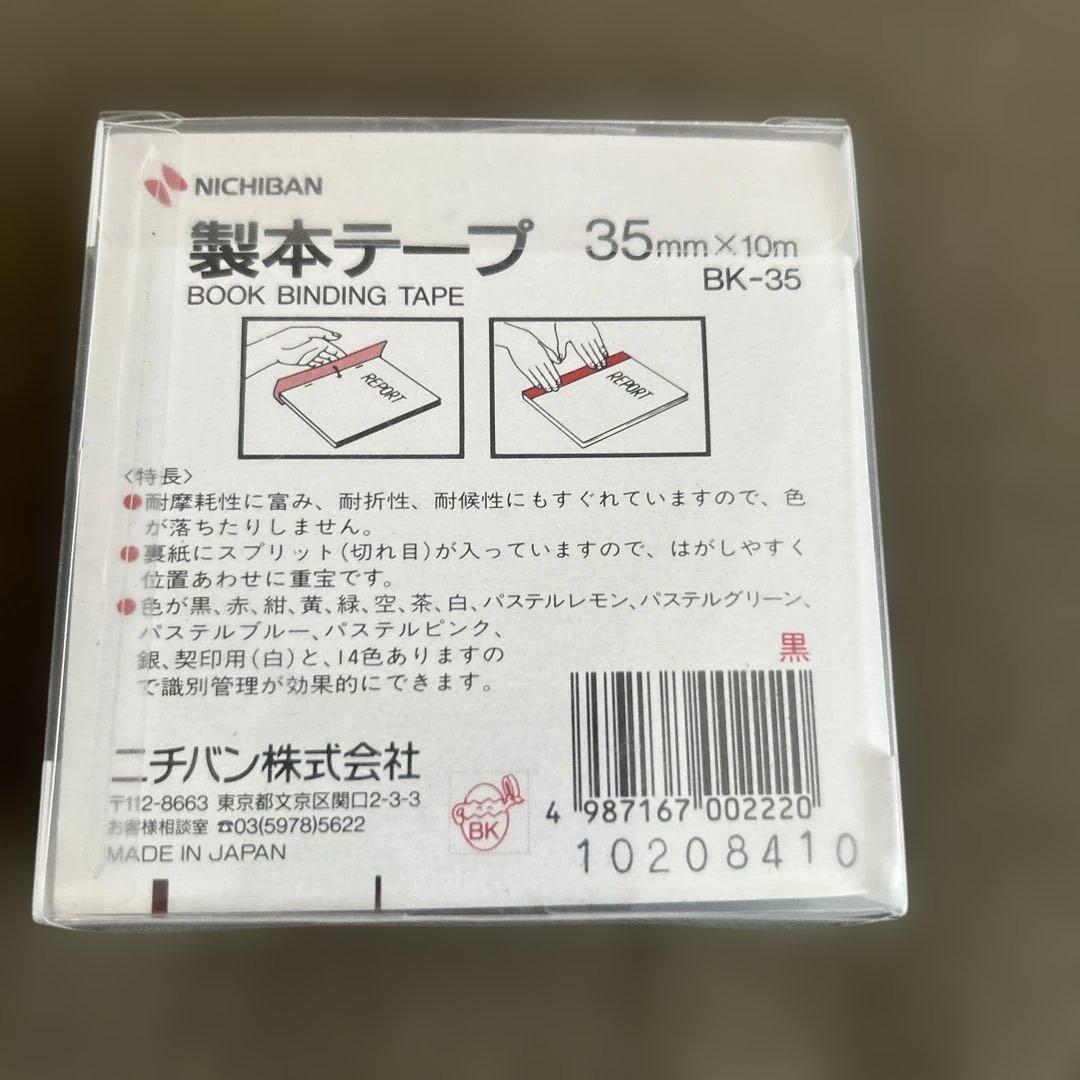 NICHIBAN
製本テープ 35mm×10m
BOOK BINDING TAPE BK-35
REPORT REPORT
〈特長〉
●耐摩耗性に富み、耐折性、耐候性にもすぐれていますので、色
が落ちたりしません。
●裏紙にスプリット(切れ目)が入っていますので、はがしやすく
位置あわせに重宝です。
●色が黒、赤、紺、黄、緑、空、茶、白、パステルレモン、パステルグリーン、
パステルブルー、パステルピンク、
銀、契印用(白)と、14色ありますの
で識別管理が効果的にできます。
黒
ニチバン株式会社
〒112-8663 東京都文京区関口2-3-3
お客様相談室 ☎03(5978)5622
MADE IN JAPAN
BK
4 987167 002220
10208410